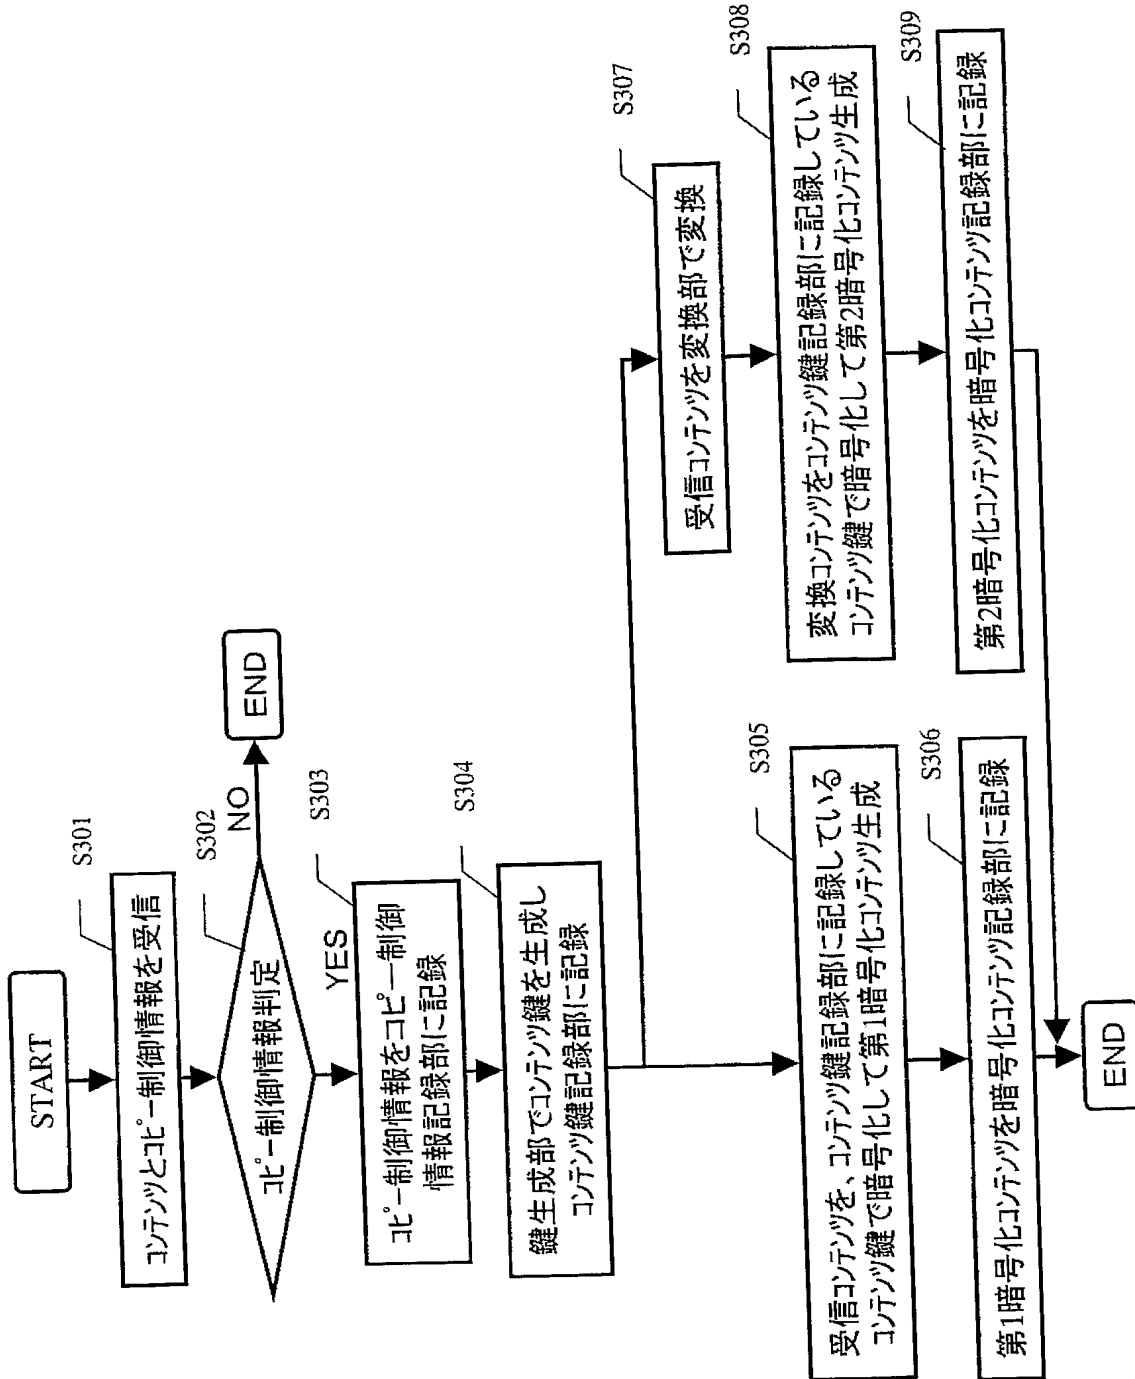 START
S301
コンテンツとコピー制御情報を受信
S302
コピー制御情報判定
NO
END
YES
S303
コピー制御情報をコピー制御
情報記録部に記録
S304
鍵生成部でコンテンツ鍵を生成し
コンテンツ鍵記録部に記録
S305
受信コンテンツを、コンテンツ鍵記録部に記録している
コンテンツ鍵で暗号化して第1暗号化コンテンツ生成
S306
第1暗号化コンテンツを暗号化コンテンツ記録部に記録
S307
受信コンテンツを変換部で変換
S308
変換コンテンツをコンテンツ鍵記録部に記録している
コンテンツ鍵で暗号化して第2暗号化コンテンツ生成
S309
第2暗号化コンテンツを暗号化コンテンツ記録部に記録
END